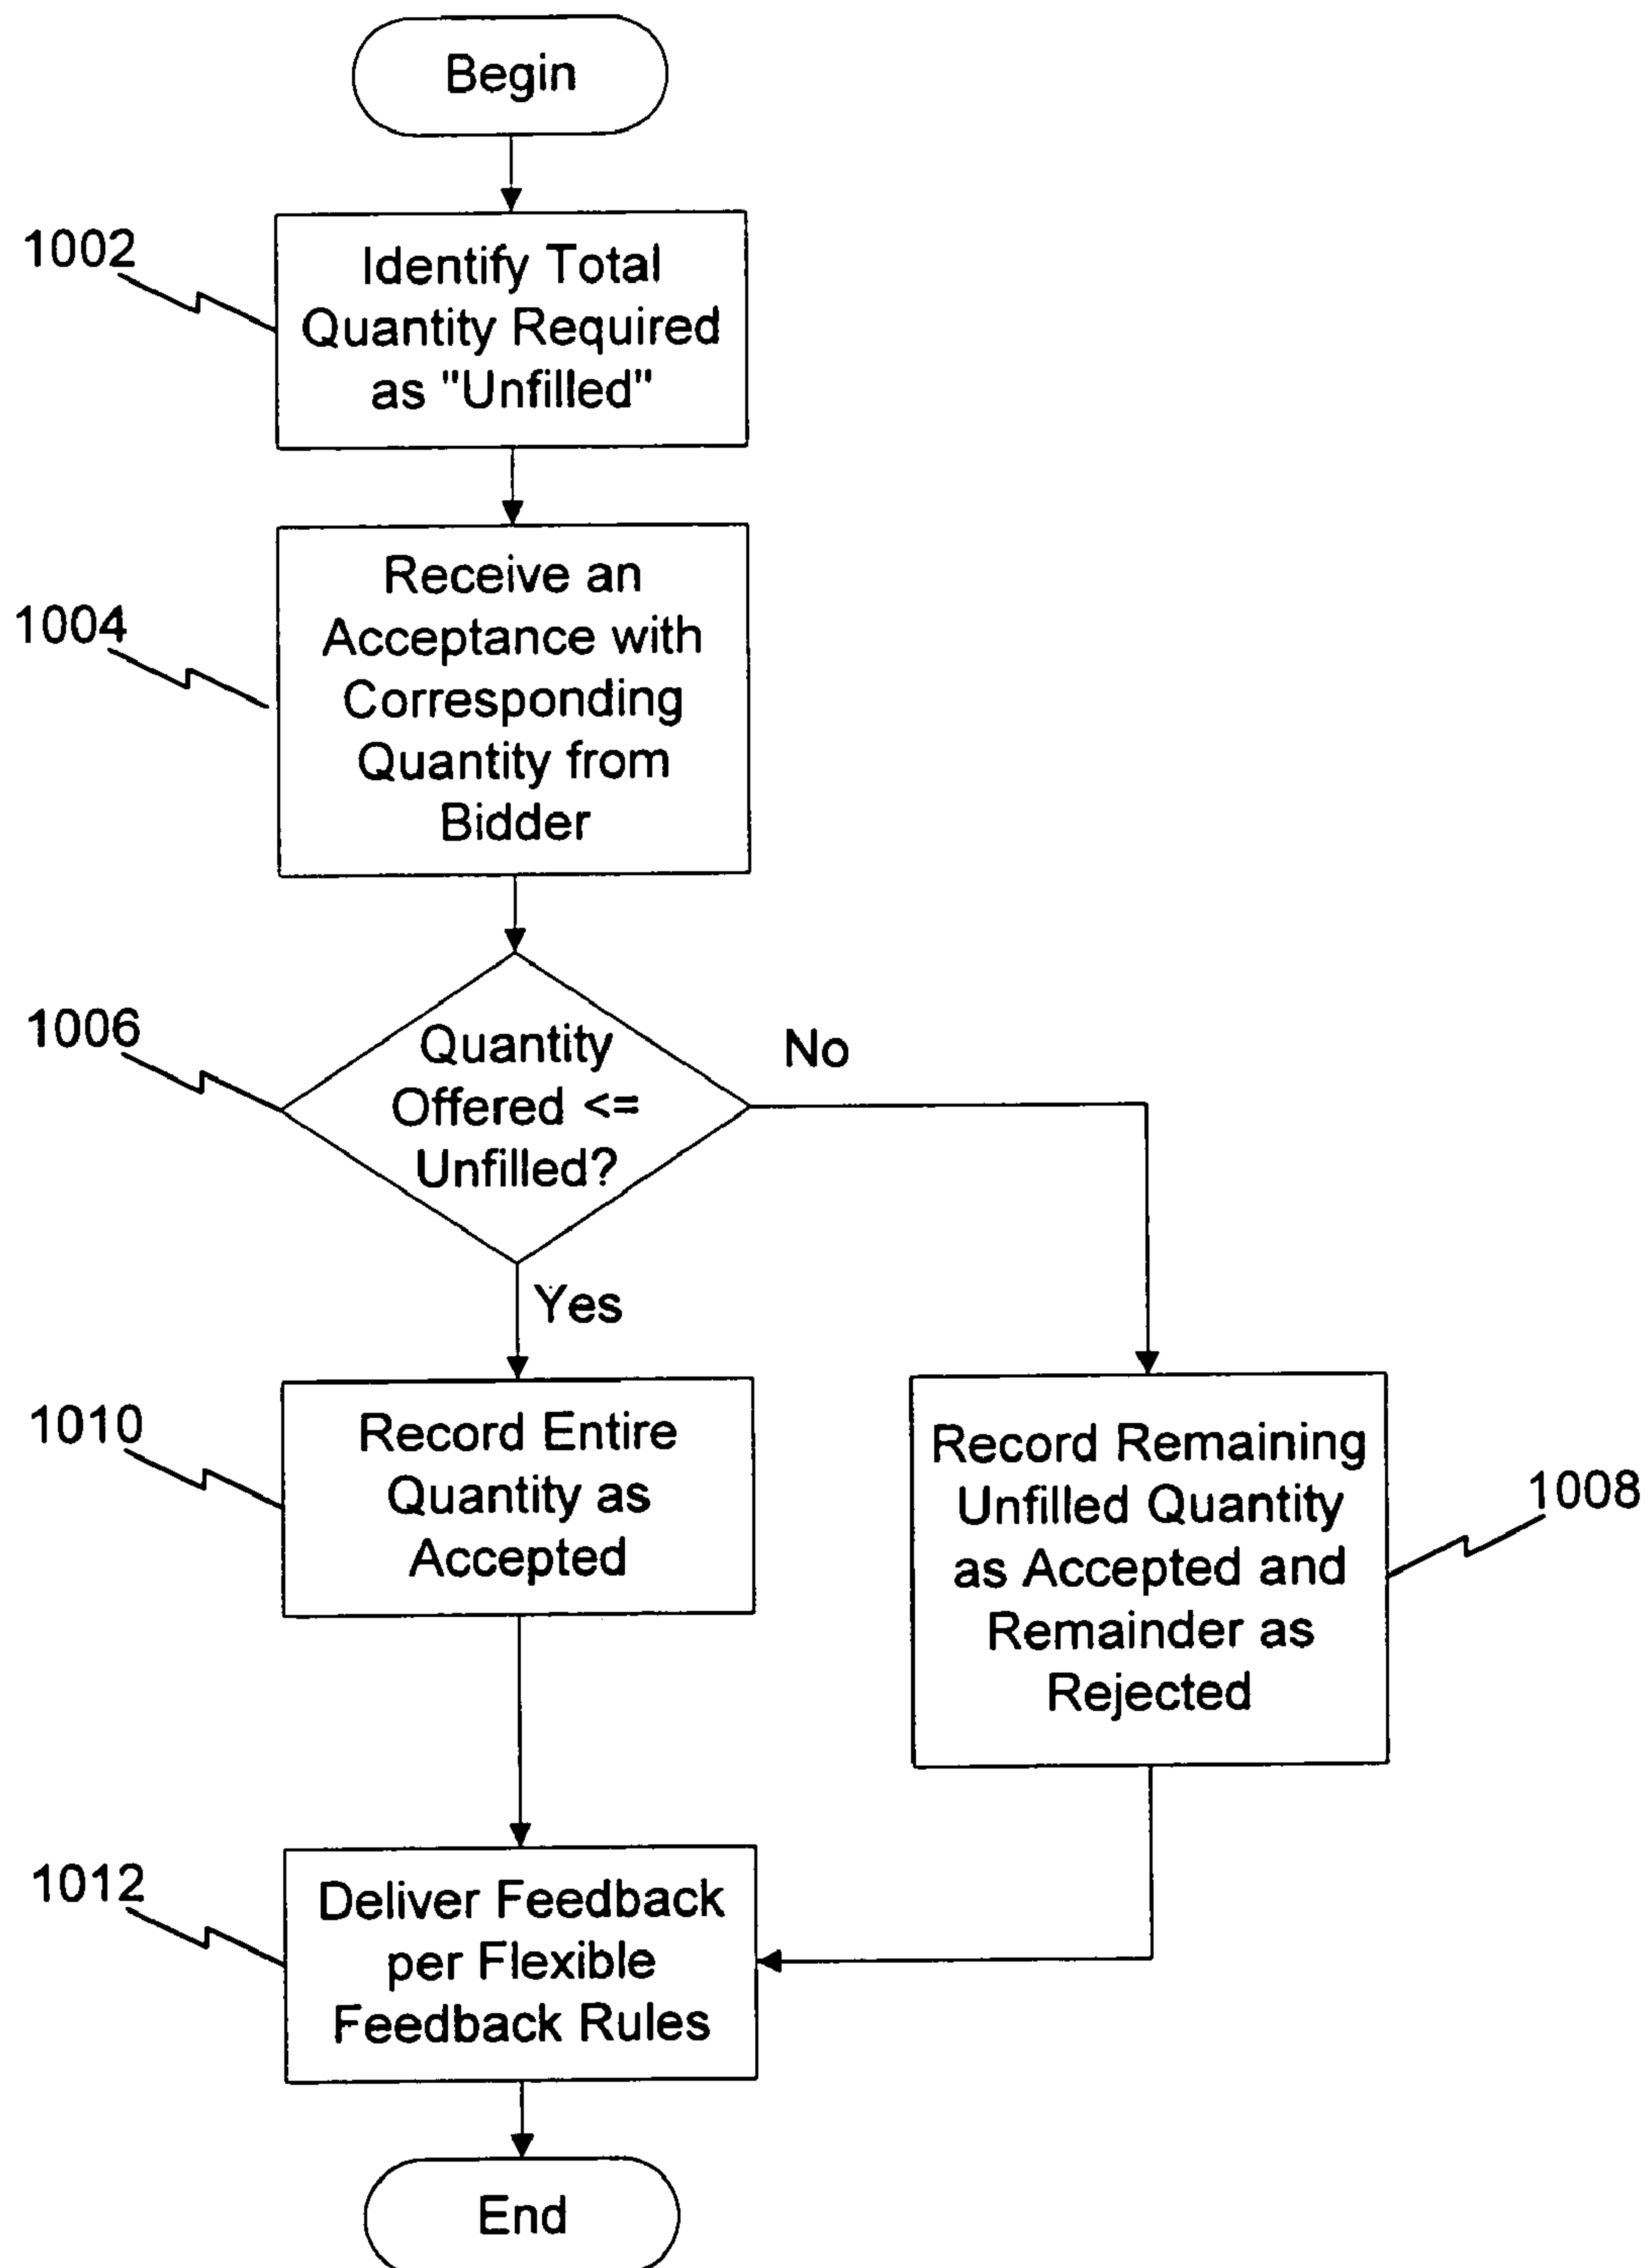 Begin
1002
Identify Total
Quantity Required
as "Unfilled"
1004
Receive an
Acceptance with
Corresponding
Quantity from
Bidder
1006
Quantity
Offered <=
Unfilled?
No
Yes
1010
Record Entire
Quantity as
Accepted
Record Remaining
Unfilled Quantity
as Accepted and
Remainder as
Rejected
1008
1012
Deliver Feedback
per Flexible
Feedback Rules
End